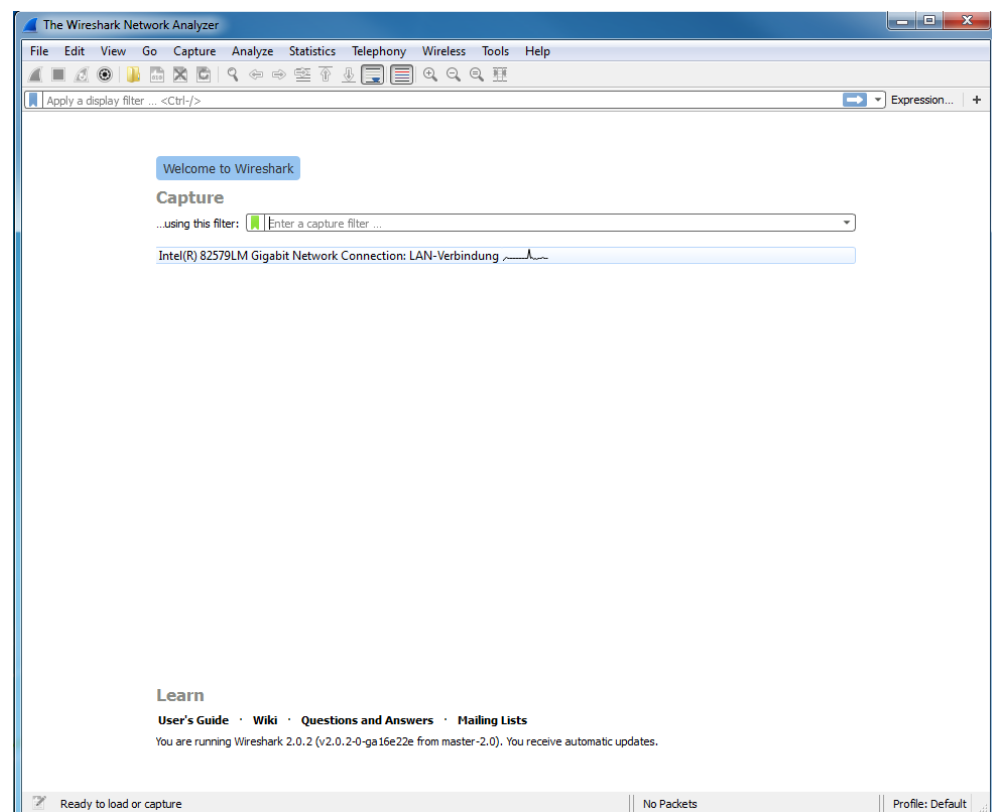 The Wireshark Network Analyzer
File Edit View Go Capture Analyze Statistics Telephony Wireless Tools Help
Apply a display filter ... <Ctrl-/> Expression... +
Welcome to Wireshark
Capture
...using this filter: Enter a capture filter ...
Intel(R) 82579LM Gigabit Network Connection: LAN-Verbindung
Learn
User's Guide · Wiki · Questions and Answers · Mailing Lists
You are running Wireshark 2.0.2 (v2.0.2-0-ga16e22e from master-2.0). You receive automatic updates.
Ready to load or capture No Packets Profile: Default